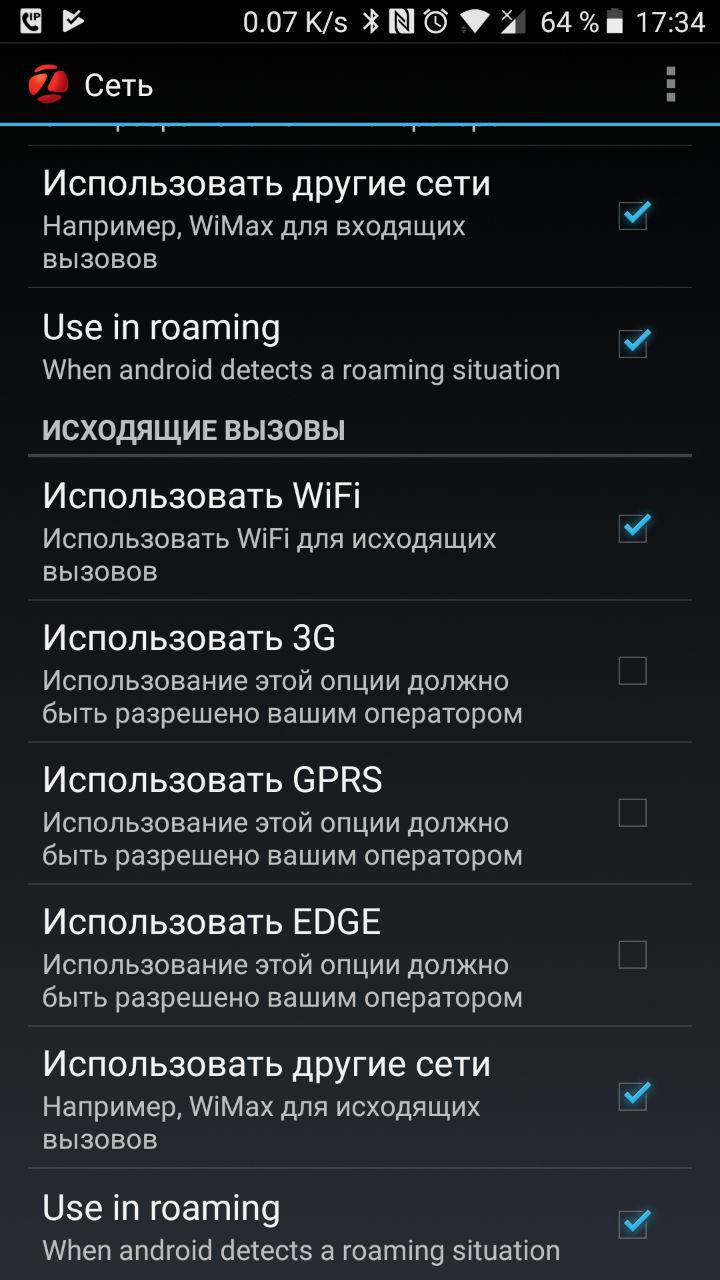 0.07 K/s 64 % 17:34
Сеть
Использовать другие сети
Например, WiMax для входящих
вызовов
Use in roaming
When android detects a roaming situation
ИСХОДЯЩИЕ ВЫЗОВЫ
Использовать WiFi
Использовать WiFi для исходящих
вызовов
Использовать 3G
Использование этой опции должно
быть разрешено вашим оператором
Использовать GPRS
Использование этой опции должно
быть разрешено вашим оператором
Использовать EDGE
Использование этой опции должно
быть разрешено вашим оператором
Использовать другие сети
Например, WiMax для исходящих
вызовов
Use in roaming
When android detects a roaming situation